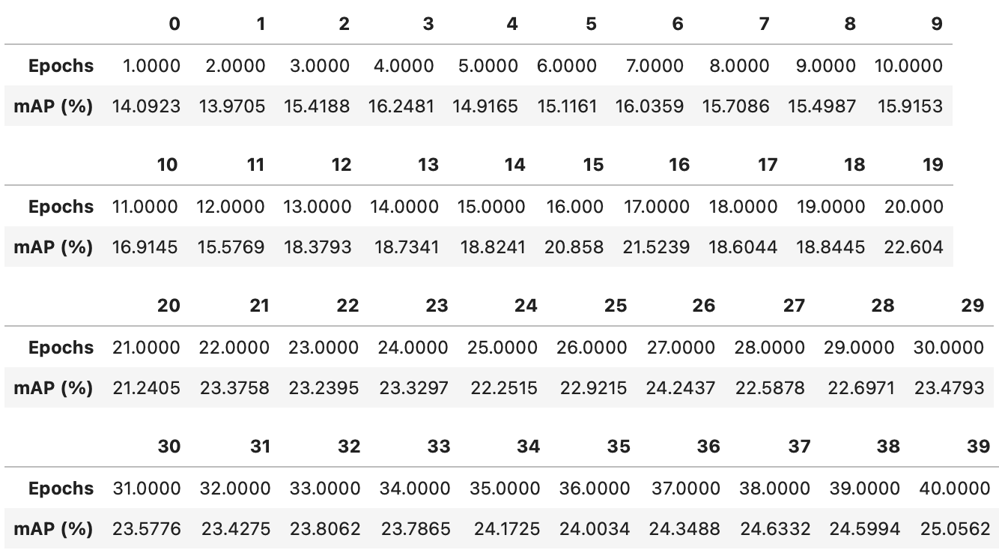 0 1 2 3 4 5 6 7 8 9
Epochs 1.0000 2.0000 3.0000 4.0000 5.0000 6.0000 7.0000 8.0000 9.0000 10.0000
mAP (%) 14.0923 13.9705 15.4188 16.2481 14.9165 15.1161 16.0359 15.7086 15.4987 15.9153
10 11 12 13 14 15 16 17 18 19
Epochs 11.0000 12.0000 13.0000 14.0000 15.0000 16.000 17.0000 18.0000 19.0000 20.000
mAP (%) 16.9145 15.5769 18.3793 18.7341 18.8241 20.858 21.5239 18.6044 18.8445 22.604
20 21 22 23 24 25 26 27 28 29
Epochs 21.0000 22.0000 23.0000 24.0000 25.0000 26.0000 27.0000 28.0000 29.0000 30.0000
mAP (%) 21.2405 23.3758 23.2395 23.3297 22.2515 22.9215 24.2437 22.5878 22.6971 23.4793
30 31 32 33 34 35 36 37 38 39
Epochs 31.0000 32.0000 33.0000 34.0000 35.0000 36.0000 37.0000 38.0000 39.0000 40.0000
mAP (%) 23.5776 23.4275 23.8062 23.7865 24.1725 24.0034 24.3488 24.6332 24.5994 25.0562